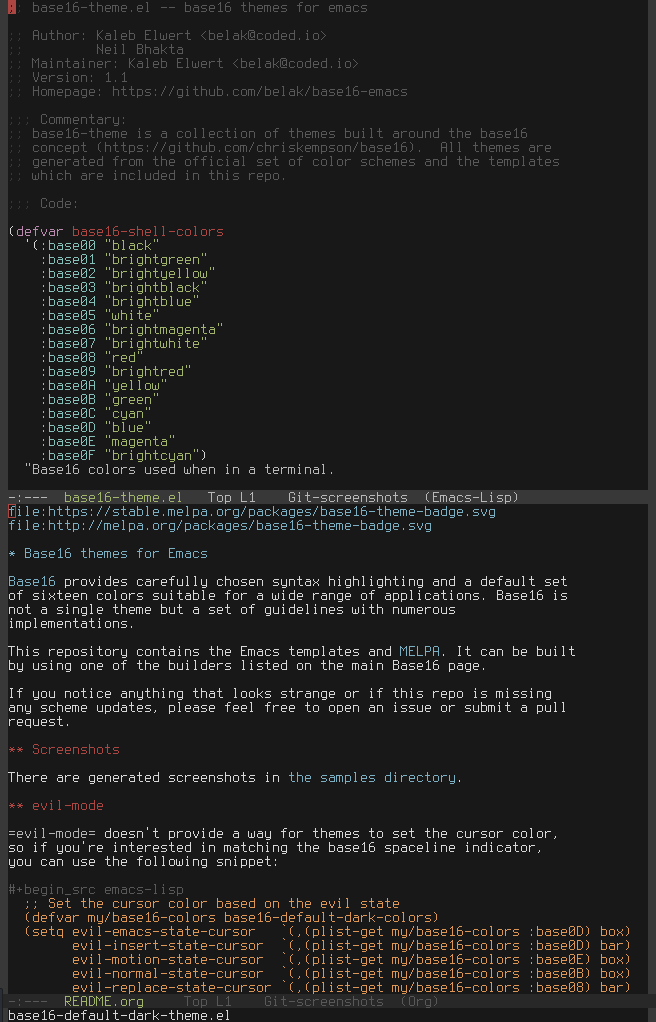 ;; base16-theme.el -- base16 themes for emacs

;; Author: Kaleb Elwert <belak@coded.io>
;;         Neil Bhakta
;; Maintainer: Kaleb Elwert <belak@coded.io>
;; Version: 1.1
;; Homepage: https://github.com/belak/base16-emacs

;;; Commentary:
;; base16-theme is a collection of themes built around the base16
;; concept (https://github.com/chriskempson/base16).  All themes are
;; generated from the official set of color schemes and the templates
;; which are included in this repo.

;;; Code:

(defvar base16-shell-colors
  '(:base00 "black"
    :base01 "brightgreen"
    :base02 "brightyellow"
    :base03 "brightblack"
    :base04 "brightblue"
    :base05 "white"
    :base06 "brightmagenta"
    :base07 "brightwhite"
    :base08 "red"
    :base09 "brightred"
    :base0A "yellow"
    :base0B "green"
    :base0C "cyan"
    :base0D "blue"
    :base0E "magenta"
    :base0F "brightcyan")
  "Base16 colors used when in a terminal.

-:---  base16-theme.el   Top L1    Git-screenshots  (Emacs-Lisp)
file:https://stable.melpa.org/packages/base16-theme-badge.svg
file:http://melpa.org/packages/base16-theme-badge.svg

* Base16 themes for Emacs

Base16 provides carefully chosen syntax highlighting and a default set
of sixteen colors suitable for a wide range of applications. Base16 is
not a single theme but a set of guidelines with numerous
implementations.

This repository contains the Emacs templates and MELPA. It can be built
by using one of the builders listed on the main Base16 page.

If you notice anything that looks strange or if this repo is missing
any scheme updates, please feel free to open an issue or submit a pull
request.

** Screenshots

There are generated screenshots in the samples directory.

** evil-mode

=evil-mode= doesn't provide a way for themes to set the cursor color,
so if you're interested in matching the base16 spaceline indicator,
you can use the following snippet:

#+begin_src emacs-lisp
  ;; Set the cursor color based on the evil state
  (defvar my/base16-colors base16-default-dark-colors)
  (setq evil-emacs-state-cursor   `(,(plist-get my/base16-colors :base0D) box)
        evil-insert-state-cursor  `(,(plist-get my/base16-colors :base0D) bar)
        evil-motion-state-cursor  `(,(plist-get my/base16-colors :base0E) box)
        evil-normal-state-cursor  `(,(plist-get my/base16-colors :base0B) box)
        evil-replace-state-cursor `(,(plist-get my/base16-colors :base08) bar)
-:---  README.org     Top L1    Git-screenshots  (Org)
base16-default-dark-theme.el